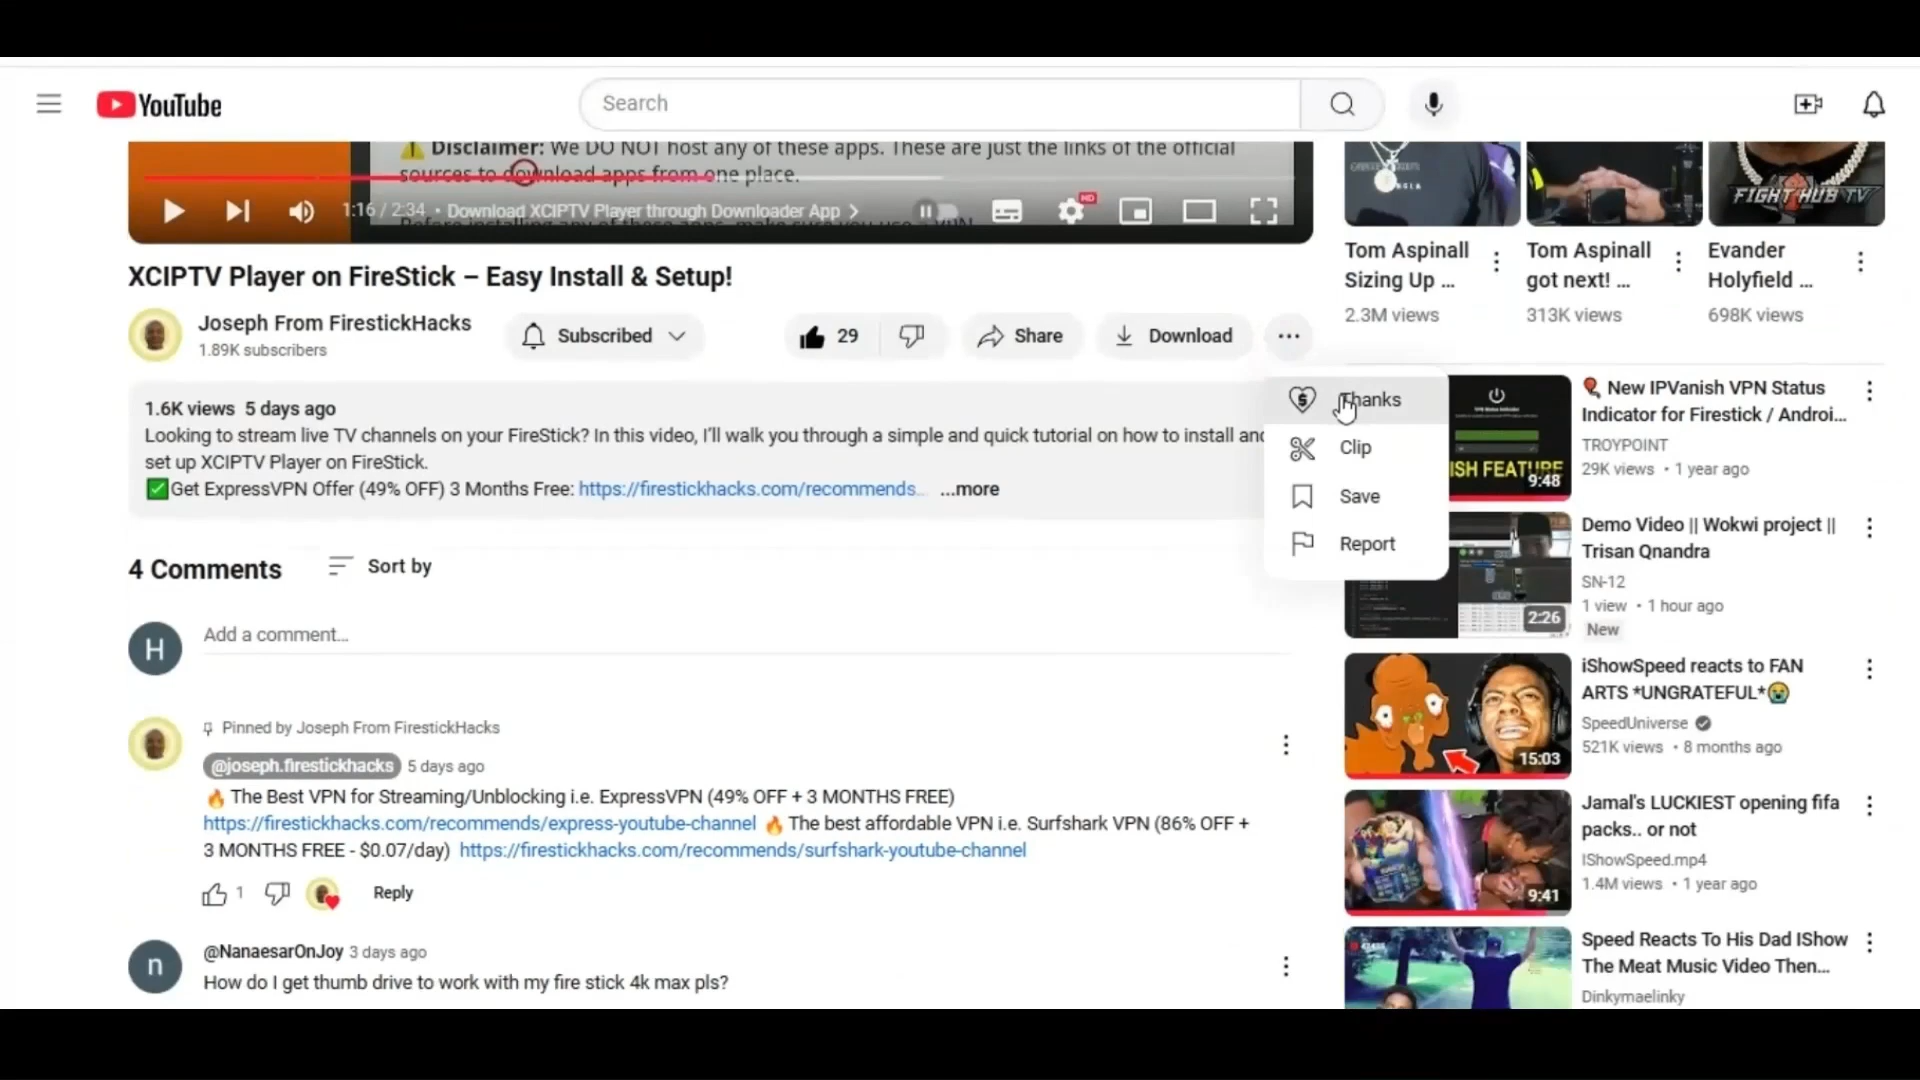 YouTube
Search
Disclaimer: We DO NOT host any of these apps. These are just the links of the official
sources to download apps from one place.
1:16 / 2:34 • Download XCIPTV Player through Downloader App
HD
XCIPTV Player on FireStick – Easy Install & Setup!
Joseph From FirestickHacks
1.89K subscribers
Subscribed
29
Share
Download
Thanks
Clip
Save
Report
1.6K views 5 days ago
Looking to stream live TV channels on your FireStick? In this video, I'll walk you through a simple and quick tutorial on how to install and
set up XCIPTV Player on FireStick.
✅Get ExpressVPN Offer (49% OFF) 3 Months Free: https://firestickhacks.com/recommends... ...more
4 Comments
Sort by
H
Add a comment...
Pinned by Joseph From FirestickHacks
@joseph.firestickhacks 5 days ago
🔥 The Best VPN for Streaming/Unblocking i.e. ExpressVPN (49% OFF + 3 MONTHS FREE)
https://firestickhacks.com/recommends/express-youtube-channel 🔥 The best affordable VPN i.e. Surfshark VPN (86% OFF +
3 MONTHS FREE - $0.07/day) https://firestickhacks.com/recommends/surfshark-youtube-channel
1
Reply
n
@NanaesarOnJoy 3 days ago
How do I get thumb drive to work with my fire stick 4k max pls?
FIGHT HUB TV
Tom Aspinall
Sizing Up ...
2.3M views
Tom Aspinall
got next! ...
313K views
Evander
Holyfield ...
698K views
ISH FEATURE
9:48
🎈 New IPVanish VPN Status
Indicator for Firestick / Androi...
TROYPOINT
29K views • 1 year ago
2:26
Demo Video || Wokwi project ||
Trisan Qnandra
SN-12
1 view • 1 hour ago
New
15:03
iShowSpeed reacts to FAN
ARTS *UNGRATEFUL*😭
SpeedUniverse
521K views • 8 months ago
9:41
Jamal's LUCKIEST opening fifa
packs.. or not
IShowSpeed.mp4
1.4M views • 1 year ago
Speed Reacts To His Dad IShow
The Meat Music Video Then...
Dinkymaelinky